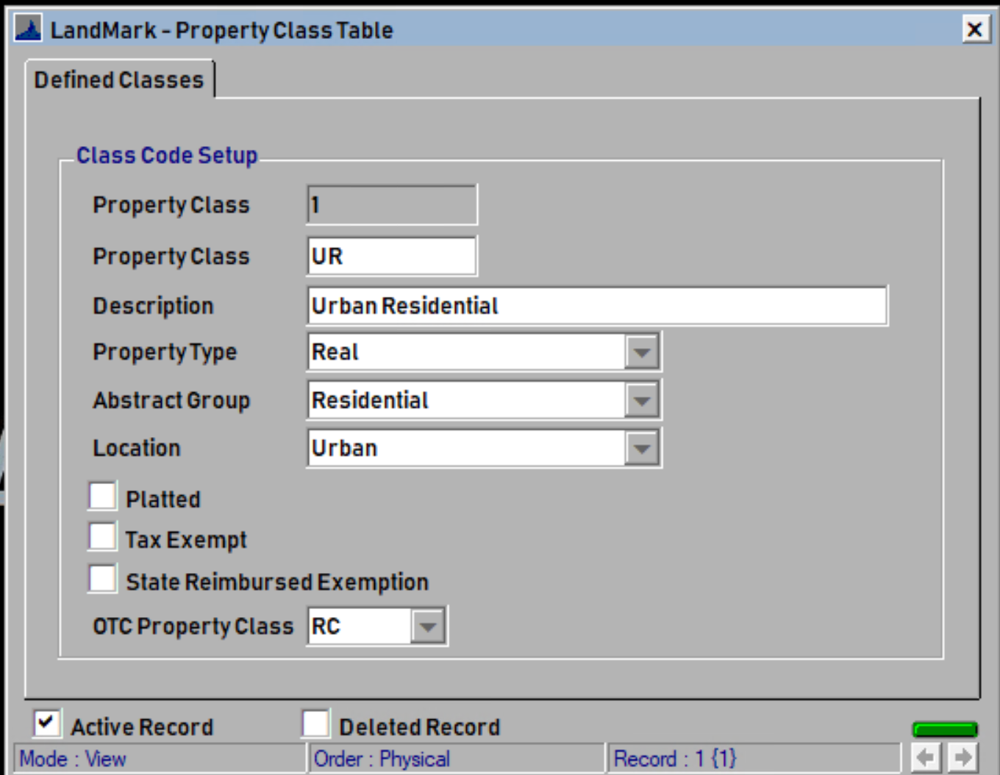 LandMark - Property Class Table
Defined Classes
Class Code Setup
Property Class 1
Property Class UR
Description Urban Residential
Property Type Real
Abstract Group Residential
Location Urban
Platted
Tax Exempt
State Reimbursed Exemption
OTC Property Class RC
Active Record Deleted Record
Mode : View Order : Physical Record : 1 {1}